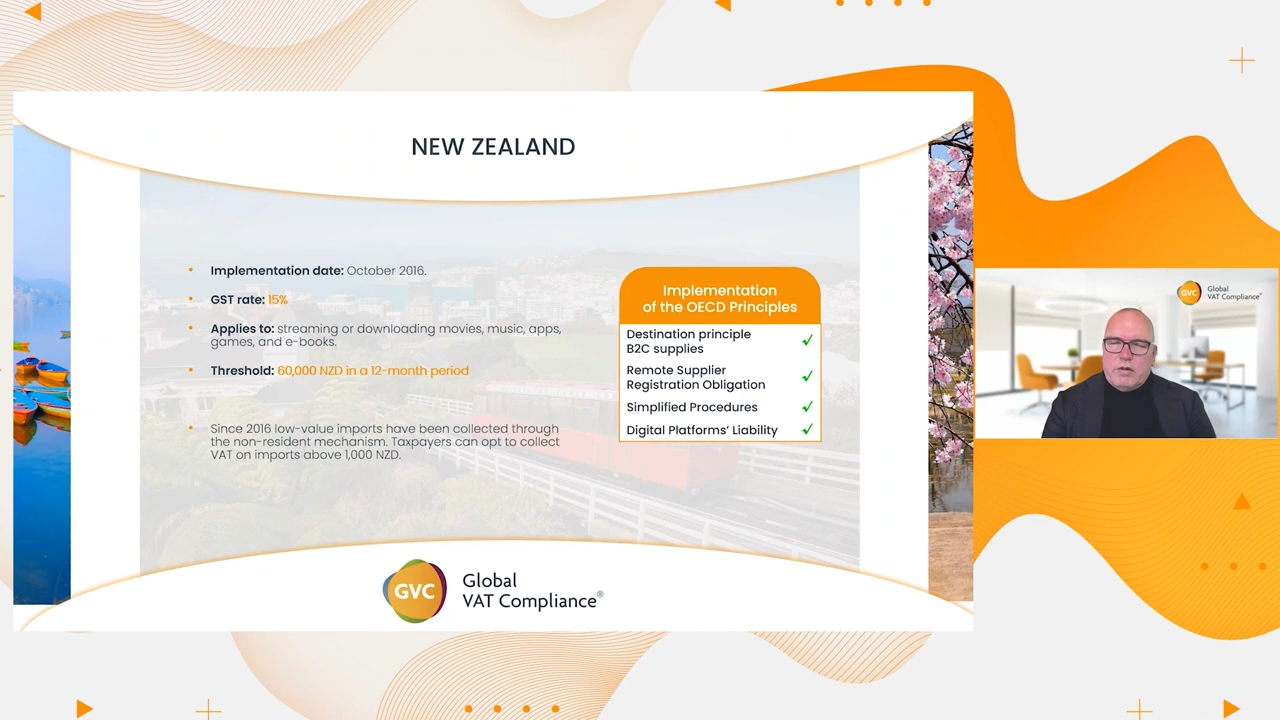 NEW ZEALAND
• Implementation date: October 2016.
• GST rate: 15%
• Applies to: streaming or downloading movies, music, apps,
games, and e-books.
• Threshold: 60,000 NZD in a 12-month period
• Since 2016 low-value imports have been collected through
the non-resident mechanism. Taxpayers can opt to collect
VAT on imports above 1,000 NZD.
Implementation
of the OECD Principles
Destination principle
B2C supplies ✓
Remote Supplier
Registration Obligation ✓
Simplified Procedures ✓
Digital Platforms’ Liability ✓
GVC
Global
VAT Compliance®
GVC
Global
VAT Compliance®